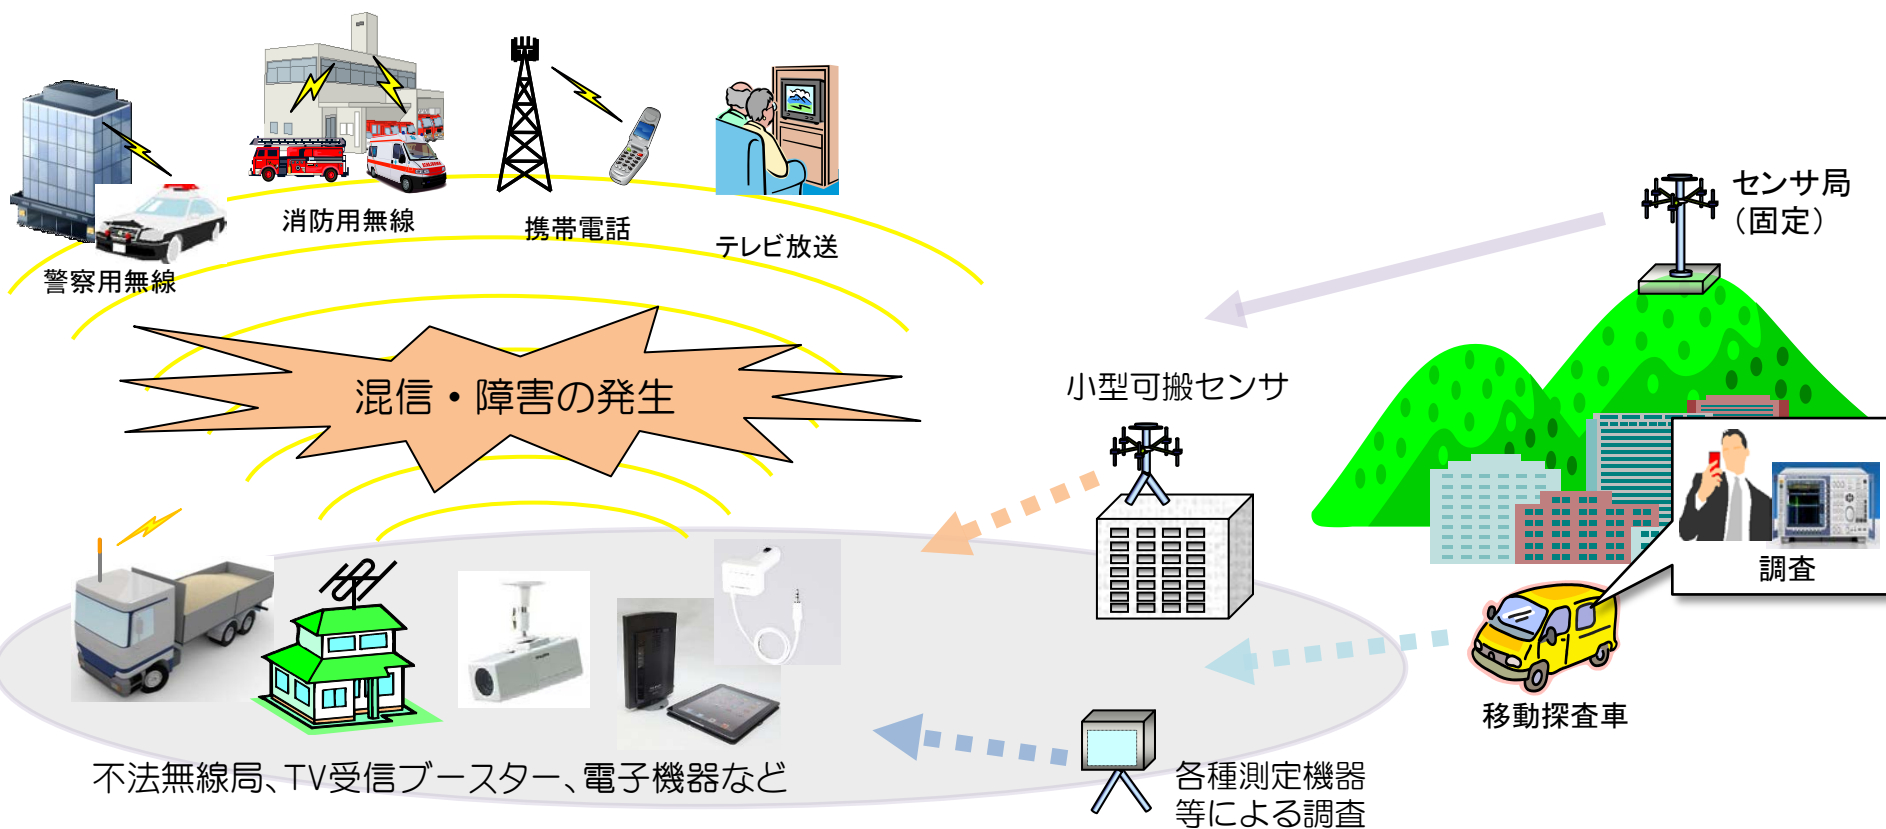 警察用無線
消防用無線
携帯電話
テレビ放送
混信・障害の発生
不法無線局、TV受信ブースター、電子機器など
センサ局
（固定）
小型可搬センサ
調査
移動探査車
各種測定機器
等による調査